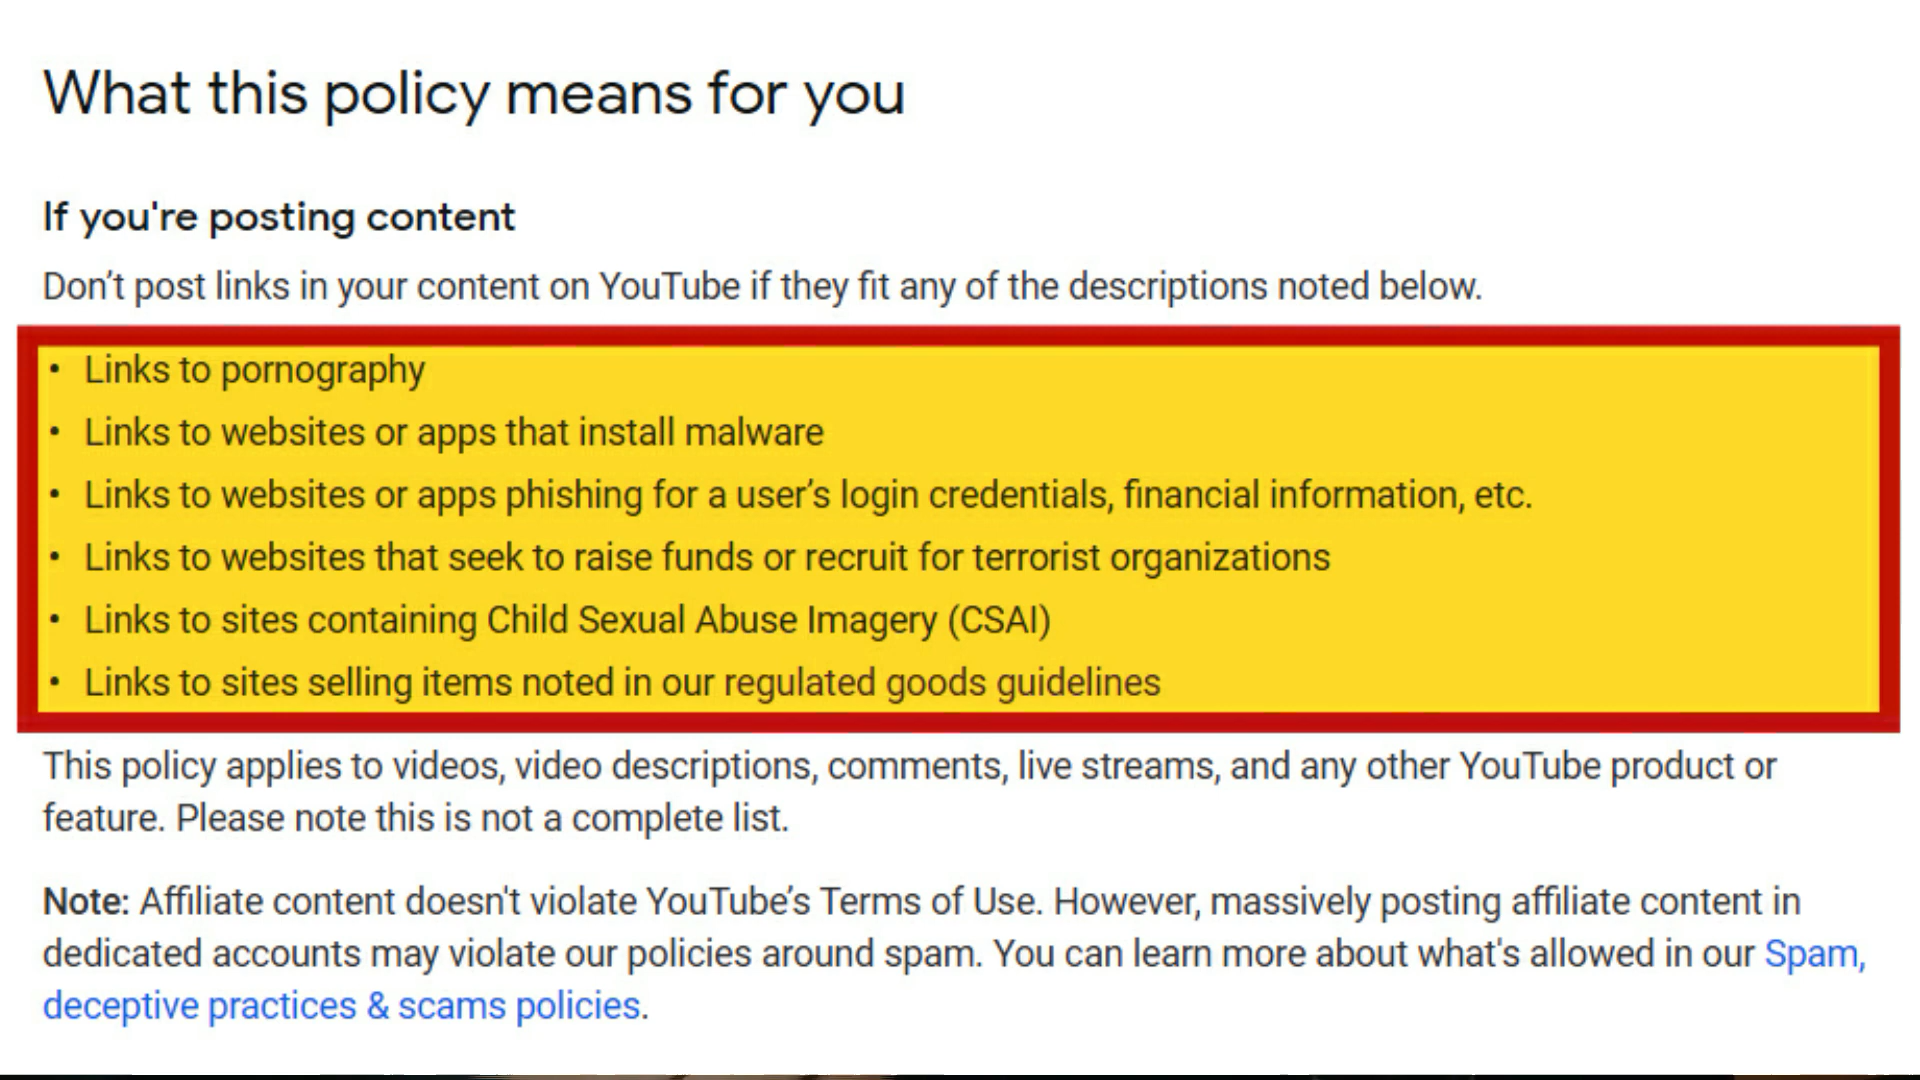 What this policy means for you
If you're posting content
Don’t post links in your content on YouTube if they fit any of the descriptions noted below.
• Links to pornography
• Links to websites or apps that install malware
• Links to websites or apps phishing for a user’s login credentials, financial information, etc.
• Links to websites that seek to raise funds or recruit for terrorist organizations
• Links to sites containing Child Sexual Abuse Imagery (CSAI)
• Links to sites selling items noted in our regulated goods guidelines
This policy applies to videos, video descriptions, comments, live streams, and any other YouTube product or
feature. Please note this is not a complete list.
Note: Affiliate content doesn't violate YouTube’s Terms of Use. However, massively posting affiliate content in
dedicated accounts may violate our policies around spam. You can learn more about what's allowed in our Spam,
deceptive practices & scams policies.